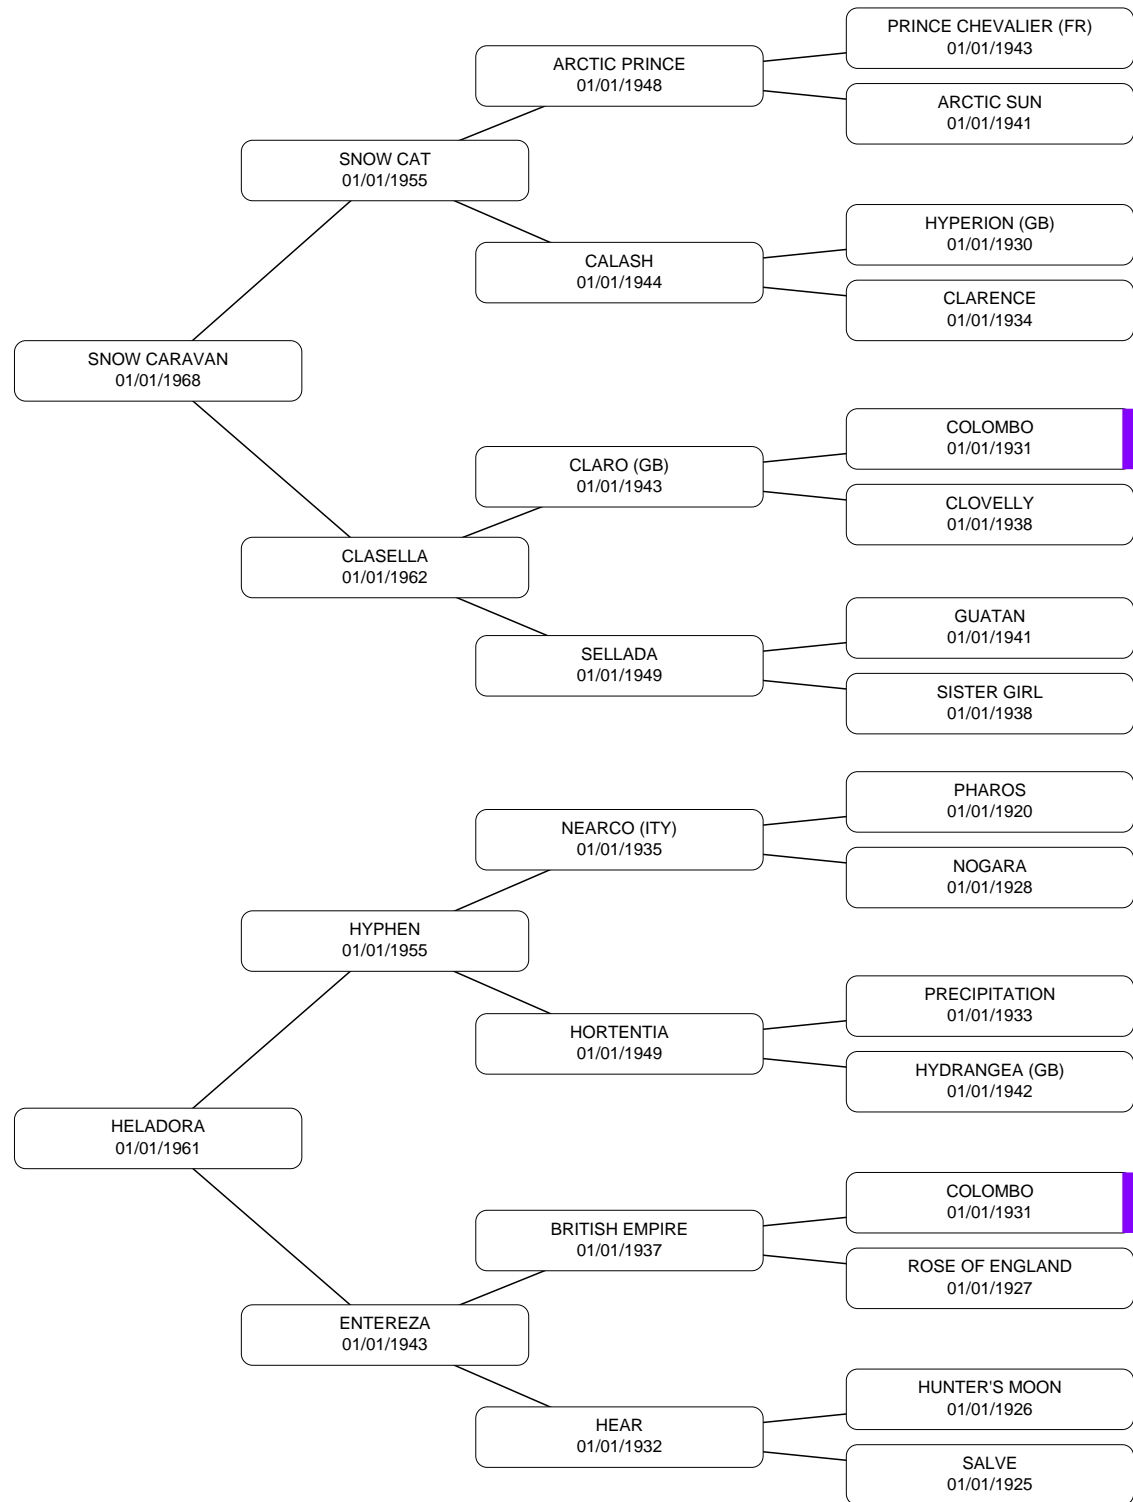 PRINCE CHEVALIER (FR)
01/01/1943
ARCTIC PRINCE
01/01/1948
ARCTIC SUN
01/01/1941
SNOW CAT
01/01/1955
HYPERION (GB)
01/01/1930
CALASH
01/01/1944
CLARENCE
01/01/1934
SNOW CARAVAN
01/01/1968
COLOMBO
01/01/1931
CLARO (GB)
01/01/1943
CLOVELLY
01/01/1938
CLASELLA
01/01/1962
GUATAN
01/01/1941
SELLADA
01/01/1949
SISTER GIRL
01/01/1938
PHAROS
01/01/1920
NEARCO (ITY)
01/01/1935
NOGARA
01/01/1928
HYPHEN
01/01/1955
PRECIPITATION
01/01/1933
HORTENTIA
01/01/1949
HYDRANGEA (GB)
01/01/1942
HELADORA
01/01/1961
COLOMBO
01/01/1931
BRITISH EMPIRE
01/01/1937
ROSE OF ENGLAND
01/01/1927
ENTEREZA
01/01/1943
HUNTER'S MOON
01/01/1926
HEAR
01/01/1932
SALVE
01/01/1925